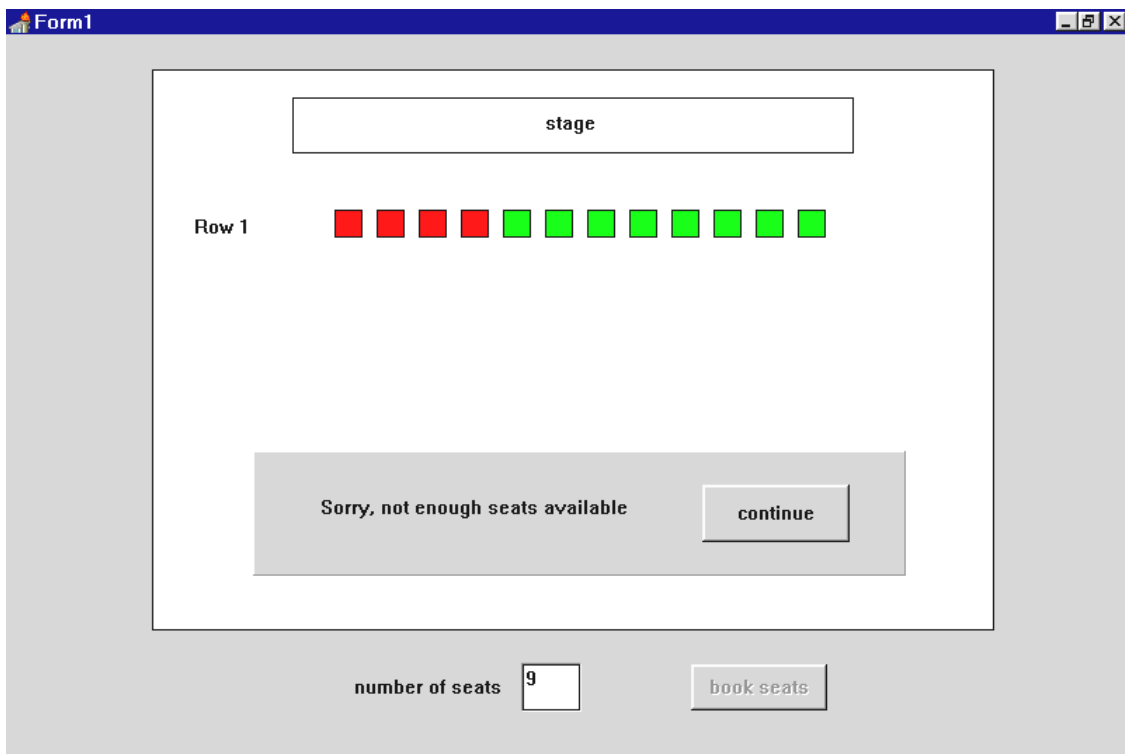 Form1
stage
Row 1
Sorry, not enough seats available
continue
number of seats
9
book seats